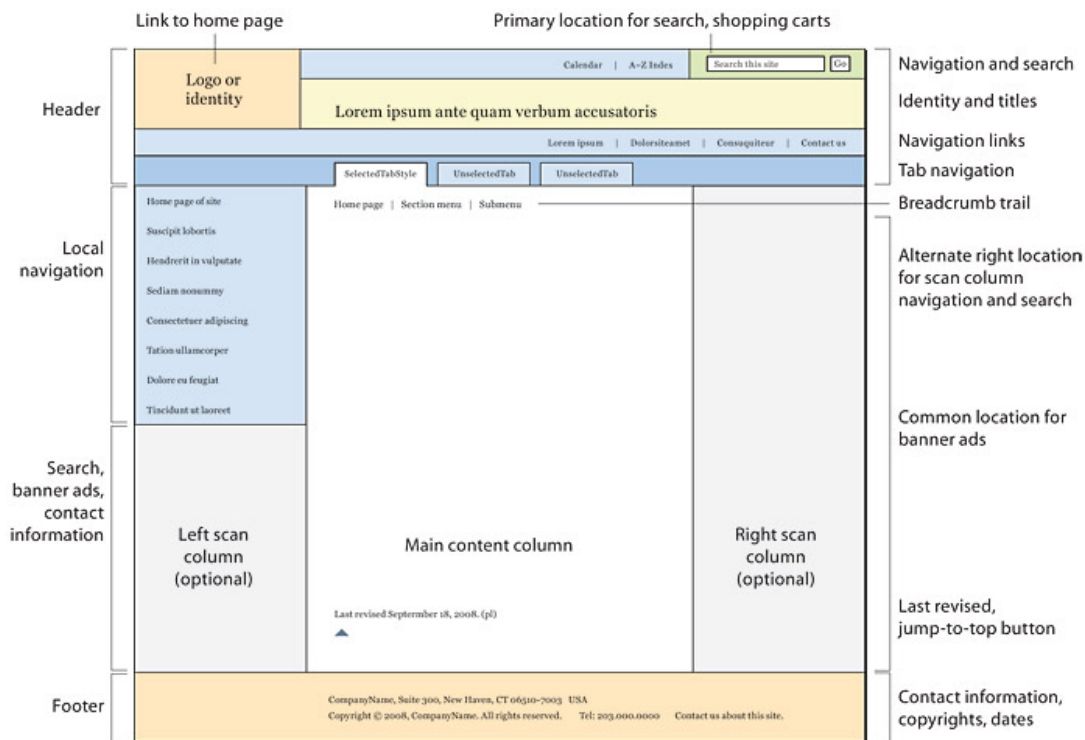 Link to home page
Primary location for search, shopping carts
Header
Logo or
identity
Calendar | A–Z Index
Search this site
Go
Navigation and search
Lorem ipsum ante quam verbum accusatoris
Identity and titles
Lorem ipsum | Dolorsiteamet | Consuquiteur | Contact us
Navigation links
SelectedTabStyle
UnselectedTab
UnselectedTab
Tab navigation
Home page | Section menu | Submenu
Breadcrumb trail
Local
navigation
Home page of site
Suscipit lobortis
Hendrerit in vulputate
Sediam nonummy
Consectetuer adipiscing
Tation ullamcorper
Dolore eu feugiat
Tincidunt ut laoreet
Alternate right location
for scan column
navigation and search
Common location for
banner ads
Search,
banner ads,
contact
information
Left scan
column
(optional)
Main content column
Right scan
column
(optional)
Last revised Septermber 18, 2008. (pl)
Last revised,
jump-to-top button
Footer
CompanyName, Suite 300, New Haven, CT 06510-7003 USA
Copyright © 2008, CompanyName. All rights reserved. Tel: 203.000.0000 Contact us about this site.
Contact information,
copyrights, dates